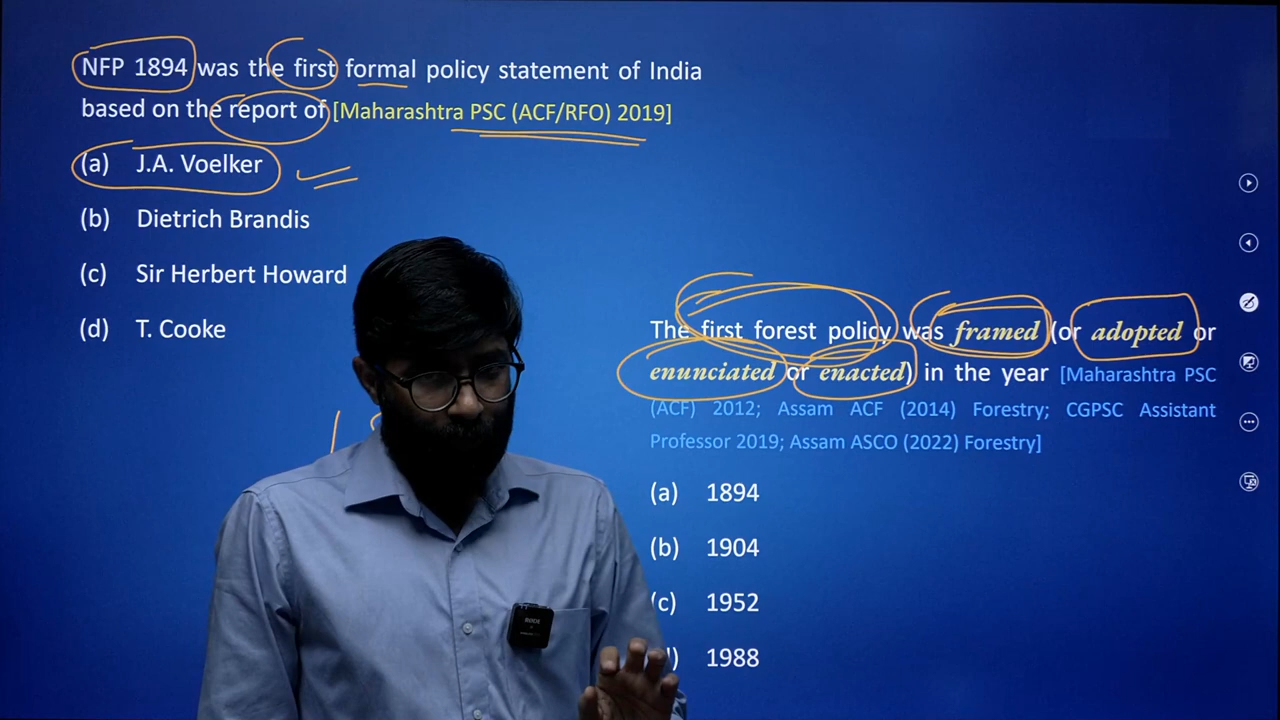 NFP 1894 was the first formal policy statement of India
based on the report of [Maharashtra PSC (ACF/RFO) 2019]
(a) J.A. Voelker
(b) Dietrich Brandis
(c) Sir Herbert Howard
(d) T. Cooke
The first forest policy was framed (or adopted or
enunciated or enacted) in the year [Maharashtra PSC
(ACF) 2012; Assam ACF (2014) Forestry; CGPSC Assistant
Professor 2019; Assam ASCO (2022) Forestry]
(a) 1894
(b) 1904
(c) 1952
1988